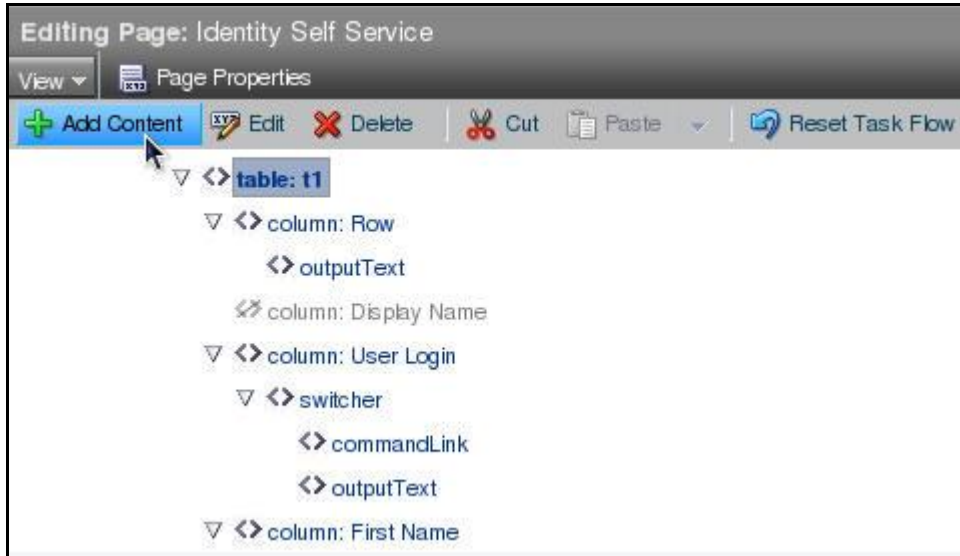 Editing Page: Identity Self Service
View Page Properties
Add Content Edit Delete Cut Paste Reset Task Flow
table: t1
column: Row
outputText
column: Display Name
column: User Login
switcher
commandLink
outputText
column: First Name